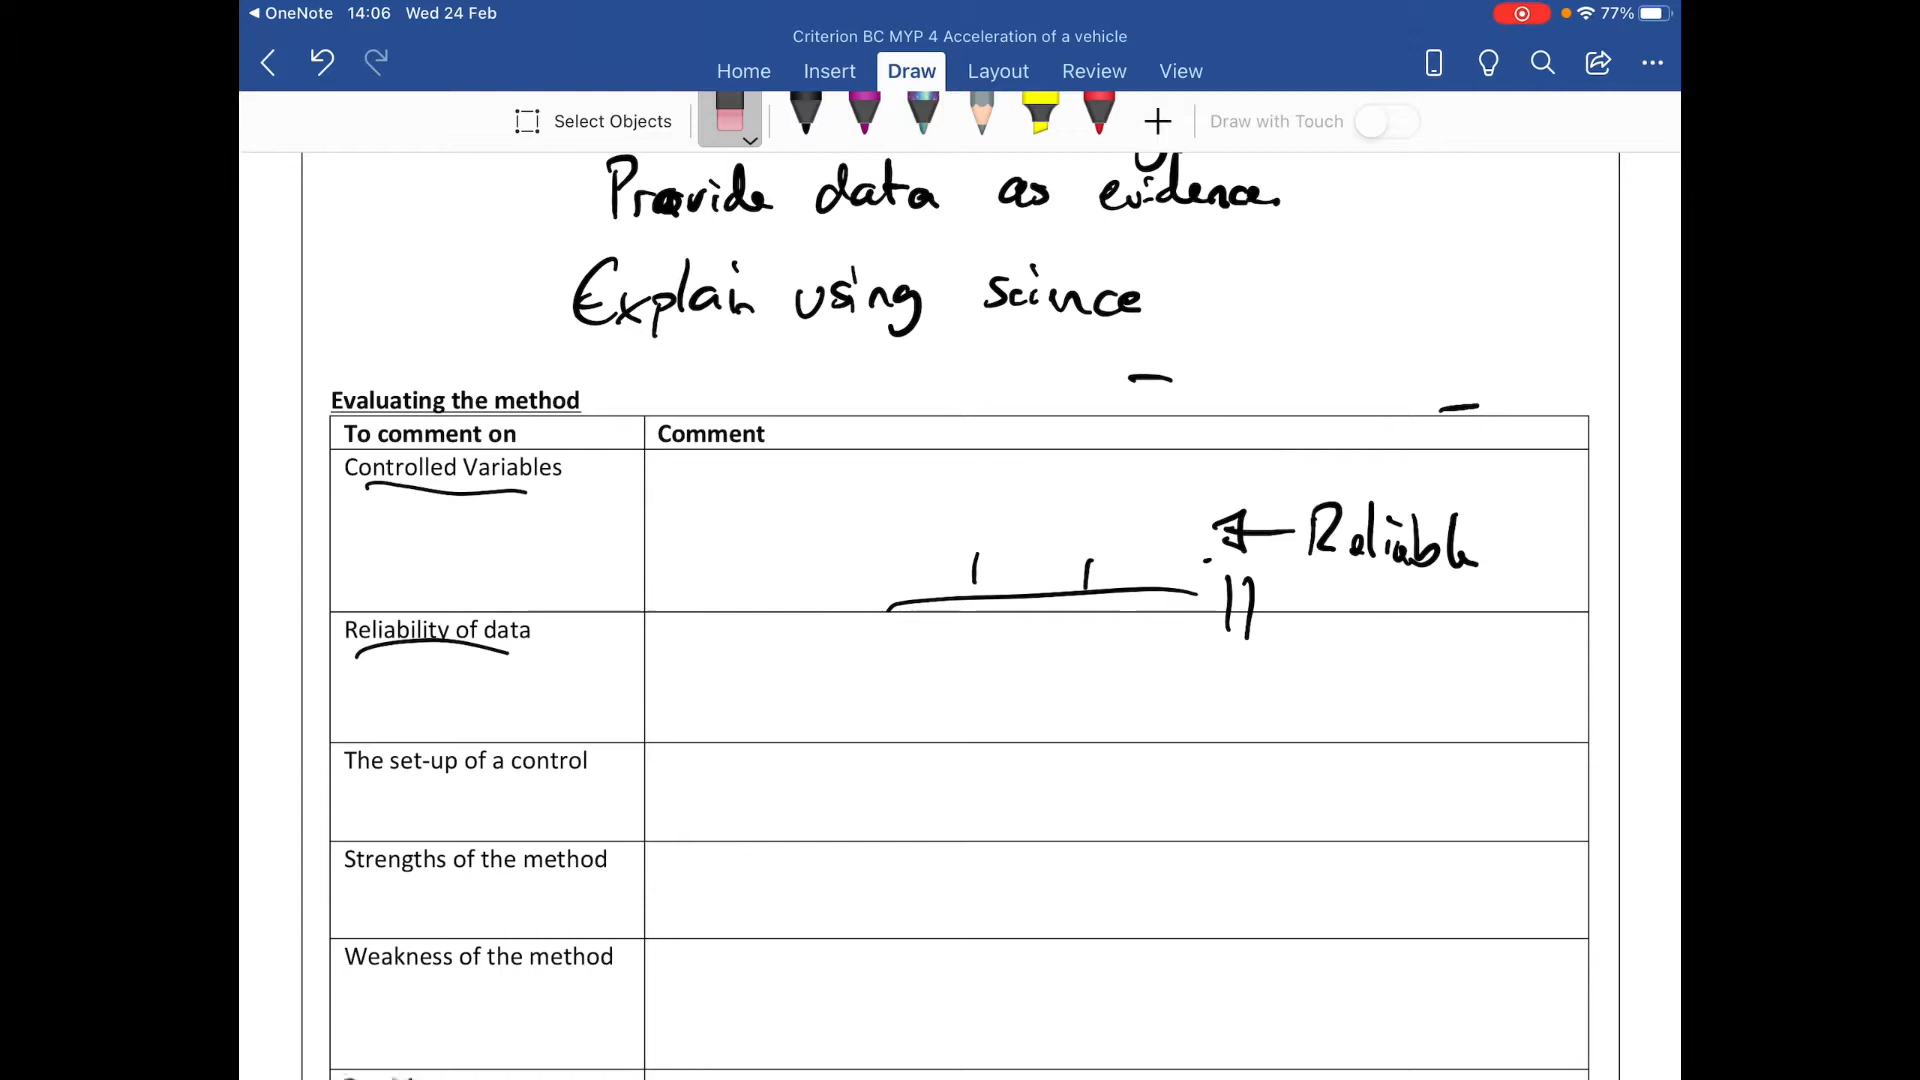 OneNote 14:06 Wed 24 Feb 77%
Criterion BC MYP 4 Acceleration of a vehicle
Home Insert Draw Layout Review View
Select Objects Draw with Touch
Provide data as evidence.
Explain using science
Evaluating the method
To comment on Comment
Controlled Variables
Reliable
Reliability of data
The set-up of a control
Strengths of the method
Weakness of the method